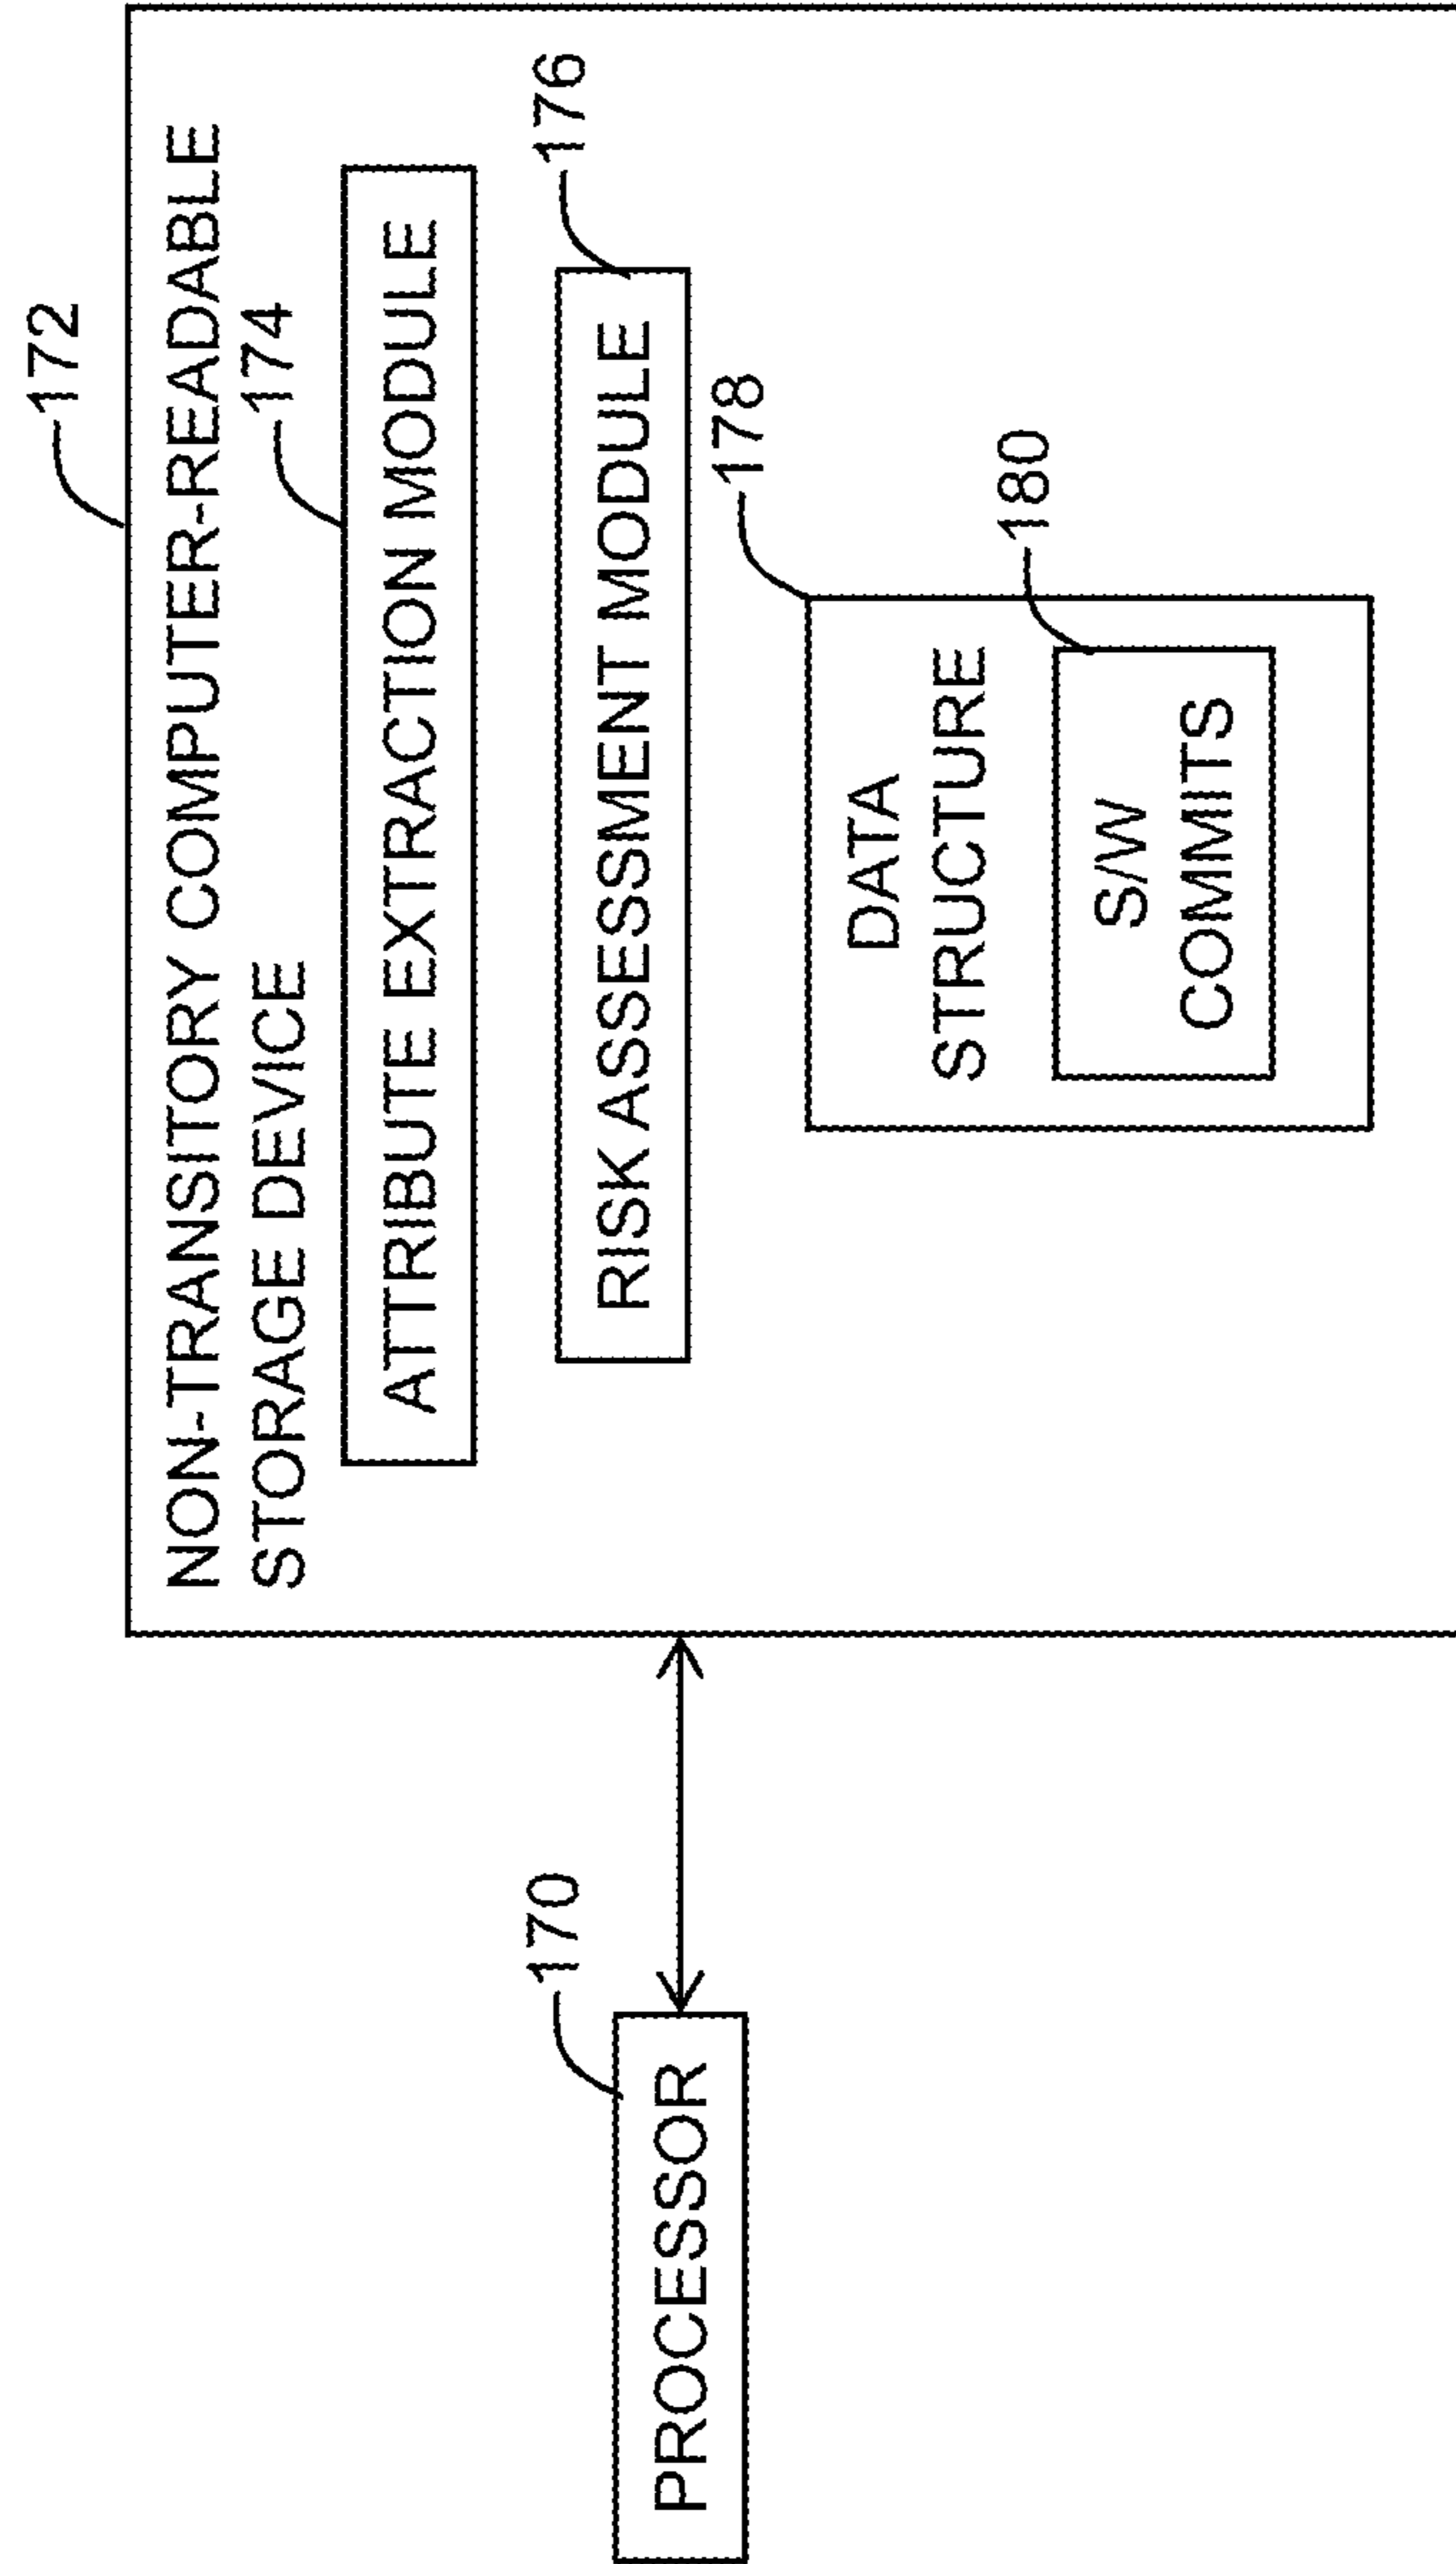 172
NON-TRANSITORY COMPUTER-READABLE
STORAGE DEVICE
174
ATTRIBUTE EXTRACTION MODULE
176
RISK ASSESSMENT MODULE
178
DATA
STRUCTURE
180
S/W
COMMITS
170
PROCESSOR